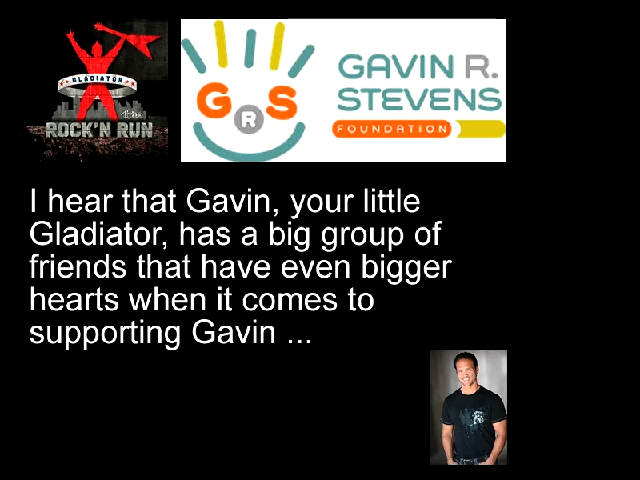 GLADIATOR
ROCK'N RUN
GRS
GAVIN R.
STEVENS
FOUNDATION
I hear that Gavin, your little
Gladiator, has a big group of
friends that have even bigger
hearts when it comes to
supporting Gavin ...